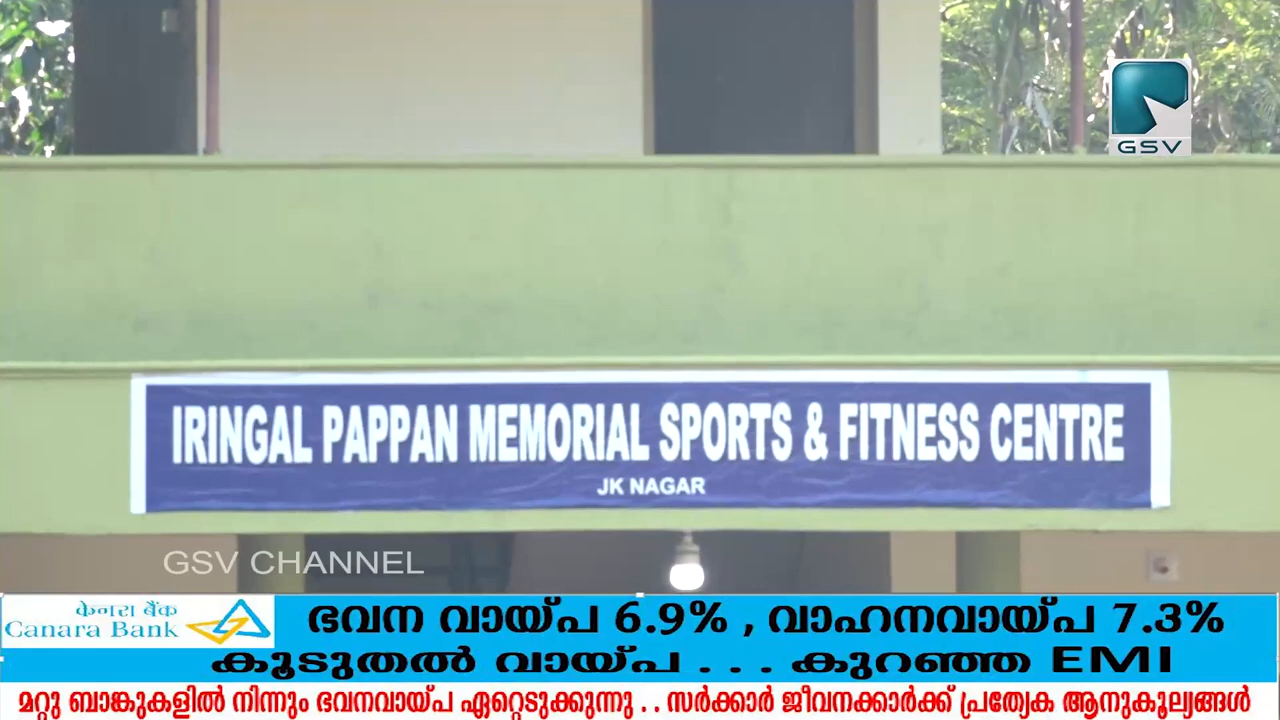 GSV
IRINGAL PAPPAN MEMORIAL SPORTS & FITNESS CENTRE
JK NAGAR
GSV CHANNEL
केनरा बैंक
Canara Bank
ഭവന വായ്പ 6.9% , വാഹനവായ്പ 7.3%
കൂടുതൽ വായ്പ . . . കുറഞ്ഞ EMI
മറ്റു ബാങ്കുകളിൽ നിന്നും ഭവനവായ്പ ഏറ്റെടുക്കുന്നു . . സർക്കാർ ജീവനക്കാർക്ക് പ്രത്യേക ആനുകൂല്യങ്ങൾ